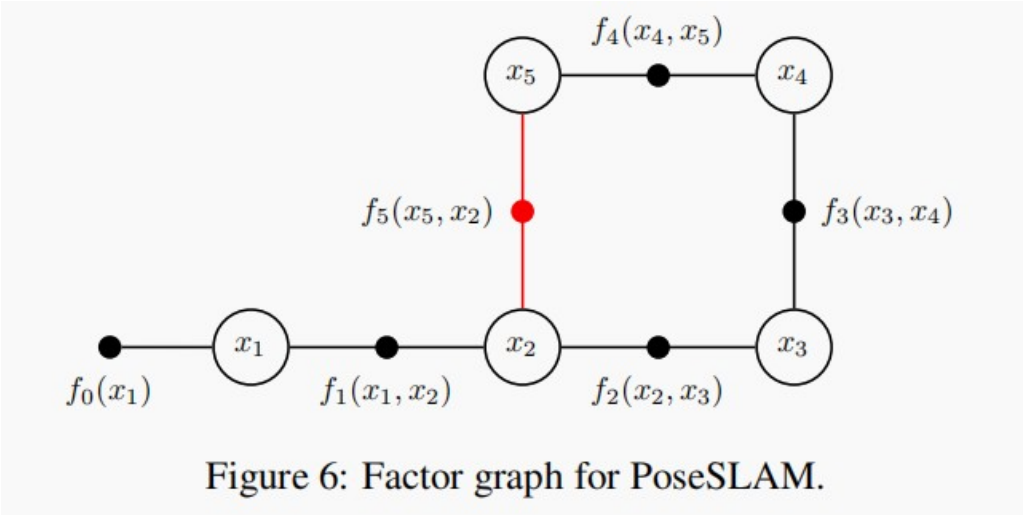 f₄(x₄, x₅)
x₅
x₄
f₅(x₅, x₂)
f₃(x₃, x₄)
x₁
x₂
x₃
f₀(x₁)
f₁(x₁, x₂)
f₂(x₂, x₃)
Figure 6: Factor graph for PoseSLAM.